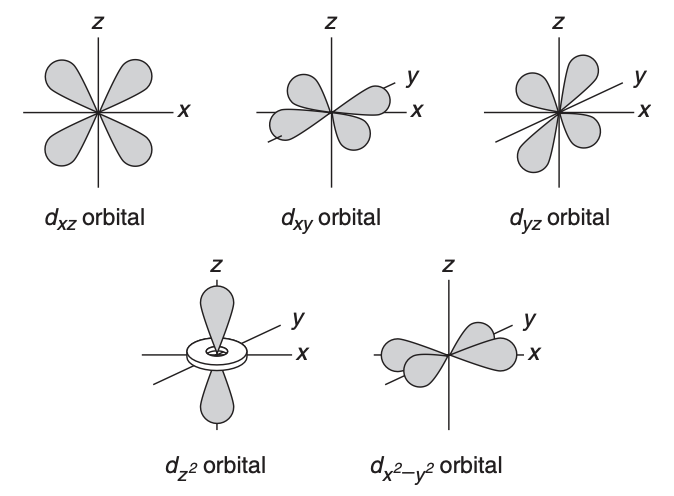 z
x
d_xz orbital
z
y
x
d_xy orbital
z
y
x
d_yz orbital
z
y
x
d_z² orbital
z
y
x
d_x²–y² orbital